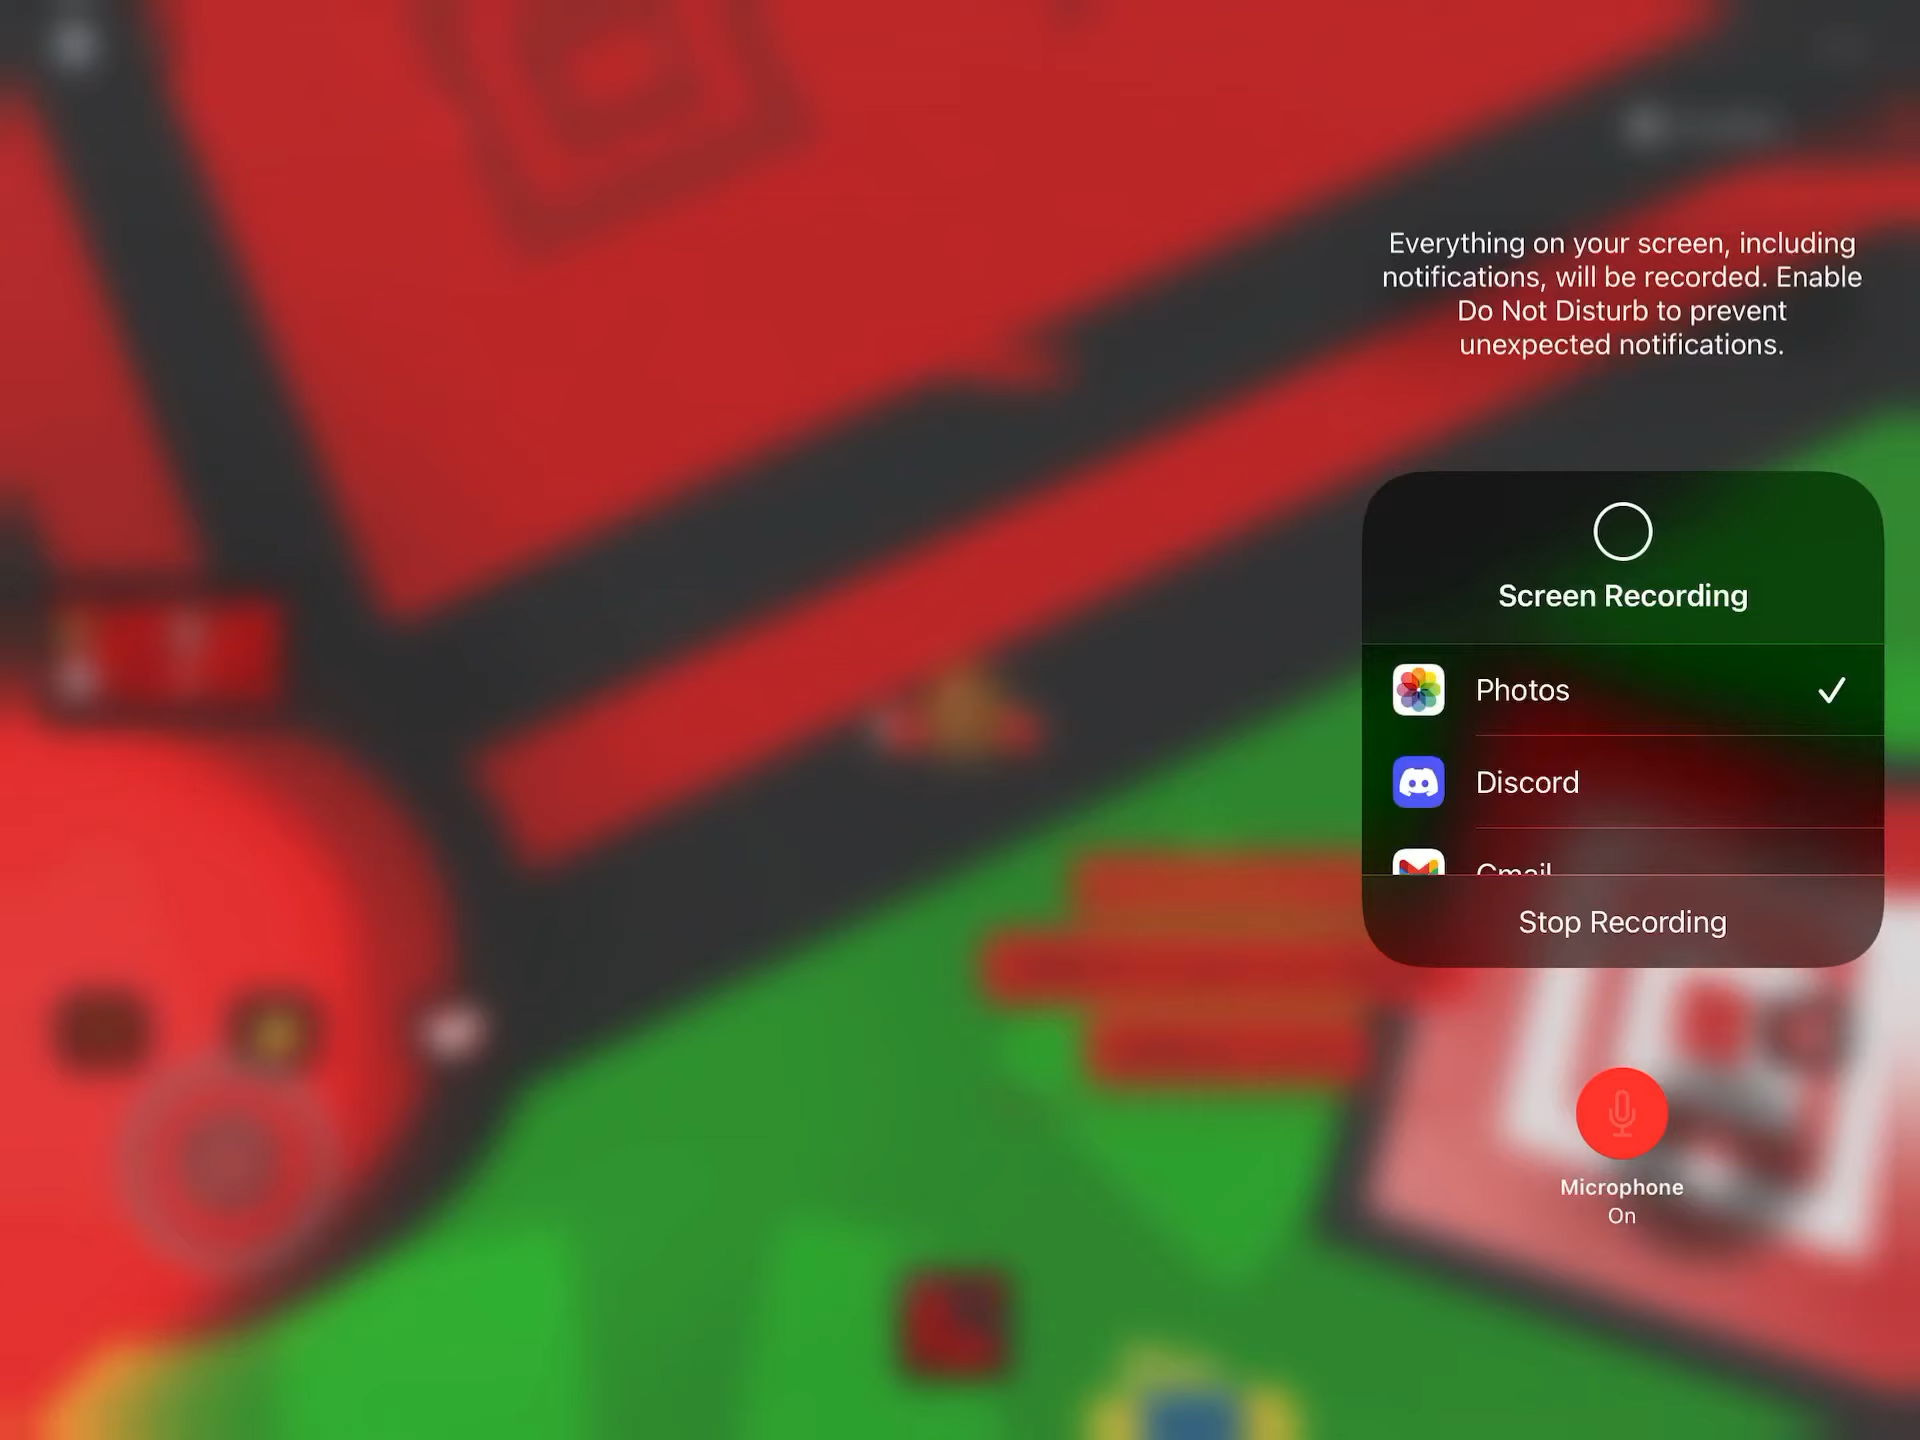 Everything on your screen, including
notifications, will be recorded. Enable
Do Not Disturb to prevent
unexpected notifications.
Screen Recording
Photos
Discord
Gmail
Stop Recording
Microphone
On